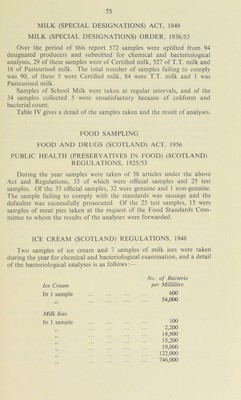 75
MILK (SPECIAL DESIGNATIONS) ACT, 1949
MILK (SPECIAL DESIGNATIONS) ORDER, 1936/53
Over the period of this report 572 samples were uplifted from 94
designated producers and submitted for chemical and bacteriological
analyses, 29 of these samples were of Certified milk, 527 of T.T. milk and
16 of Pasteurised milk. The total number of samples failing to comply
was 90, of these 5 were Certified milk, 84 were T.T. milk and 1 was
Pasteurised milk.
Samples of School Milk were taken at regular intervals, and of the
34 samples collected 5 were unsatisfactory because of coliform and
bacterial count.
Table IV gives a detail of the samples taken and the result of analyses.
FOOD SAMPLING
FOOD AND DRUGS (SCOTLAND) ACT, 1956
PUBLIC HEALTH (PRESERVATIVES IN FOOD) (SCOTLAND)
REGULATIONS, 1925/53
During the year samples were taken of 58 articles under the above
Act and Regulations, 33 of which were official samples and 25 test
samples. Of the 33 official samples, 32 were genuine and 1 non-genuine.
The sample failing to comply with the standards was sausage and the
defaulter was successfully prosecuted. Of the 25 test samples, 15 were
samples of meat pies taken at the request of the Food Standards Com-
mittee to whom the results of the analyses were forwarded.
ICE CREAM (SCOTLAND) REGULATIONS, 1948
Two samples of ice cream and 7 samples of milk ices were taken
during the year for chemical and bacteriological examination, and a detail
of the bacteriological analyses is as follows:—
No. of Bacteria
Ice Cream per Millilitre
In 1 sample ... ... ... ... 600
„ ... ... ... ... 54,000
Milk Ices
In 1 sample ... ... ... ... 100
„ ... ... ... ... 2,200
„ ... ... ... ... 14,900
„ ... ... ... ... 15,200
„ ... ... ... ... 19,000
„ ... ... ... ... 122,000
„ ... ... ... ... 746,000